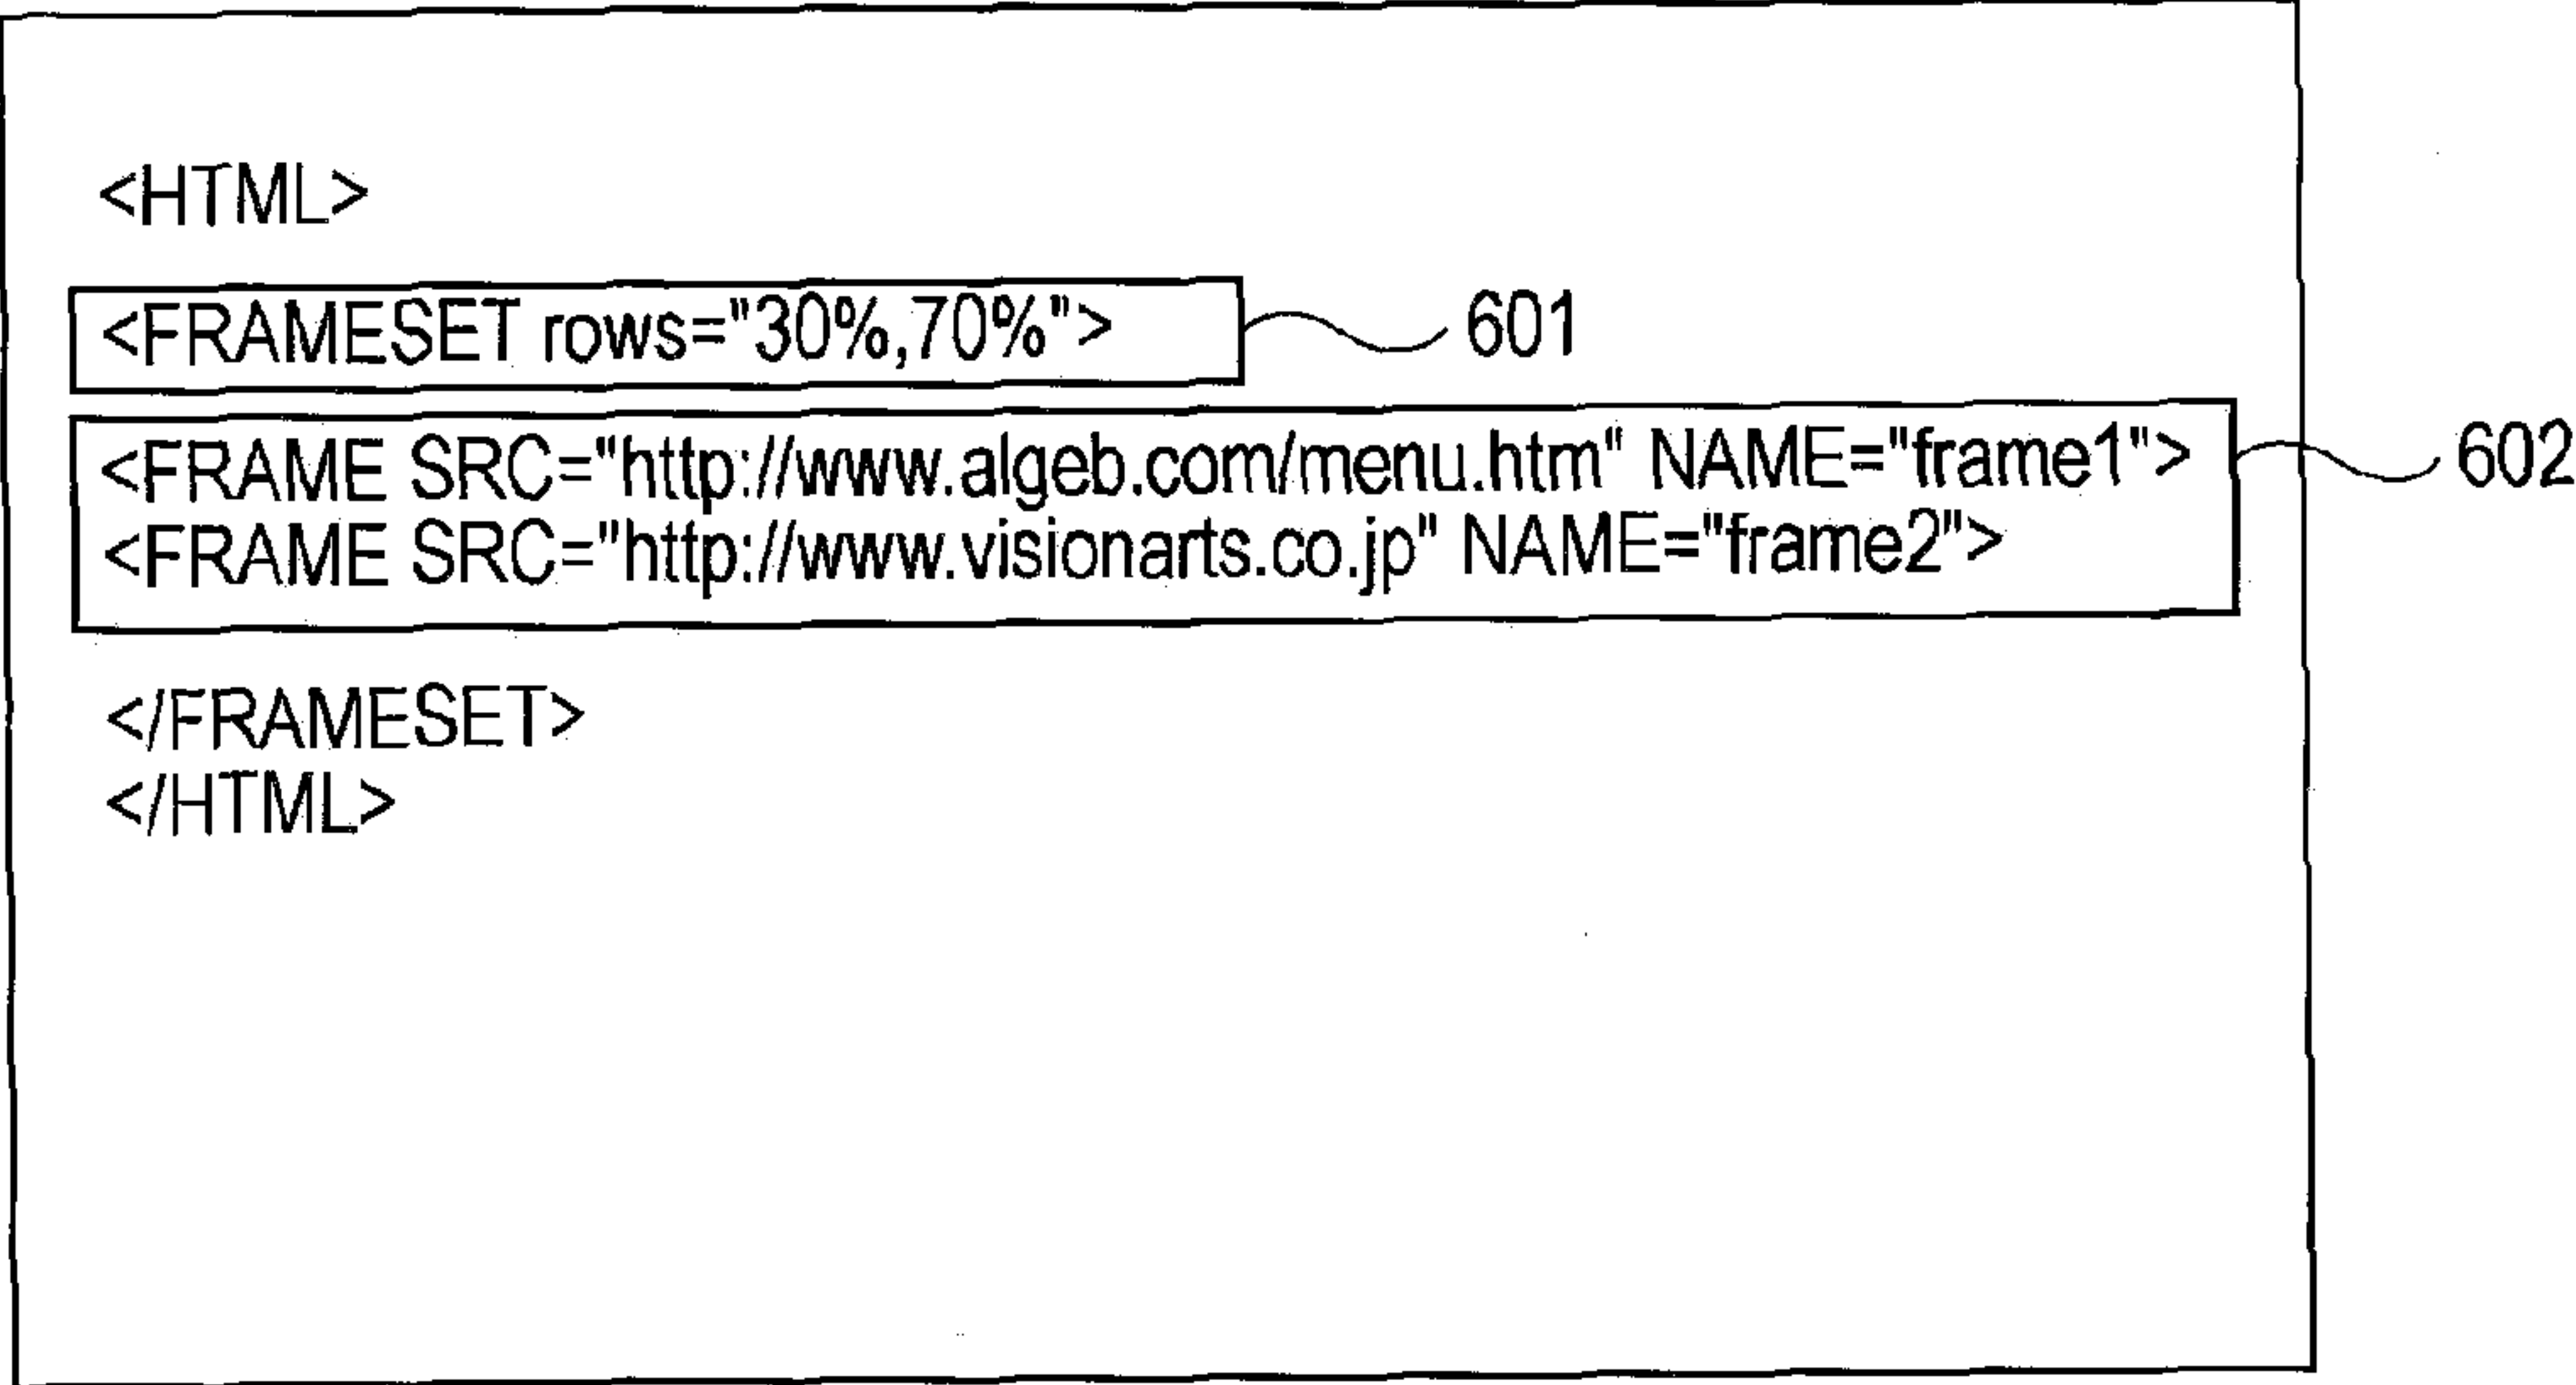 <HTML>
<FRAMESET rows="30%,70%"> 601
<FRAME SRC="http://www.algeb.com/menu.htm" NAME="frame1"> 602
<FRAME SRC="http://www.visionarts.co.jp" NAME="frame2">
</FRAMESET>
</HTML>